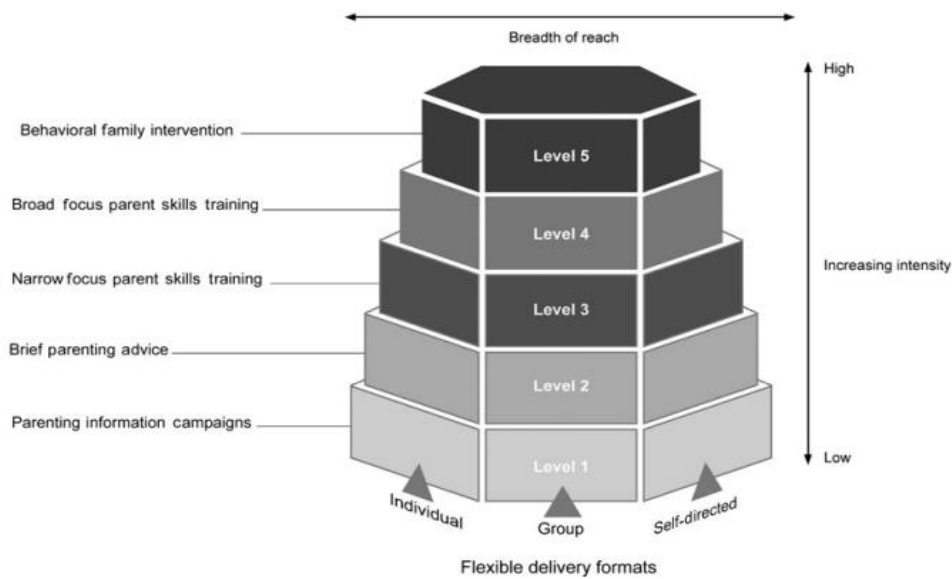 Breadth of reach
High
Behavioral family intervention
Level 5
Broad focus parent skills training
Level 4
Increasing intensity
Narrow focus parent skills training
Level 3
Brief parenting advice
Level 2
Parenting information campaigns
Level 1
Low
Individual
Group
Self-directed
Flexible delivery formats